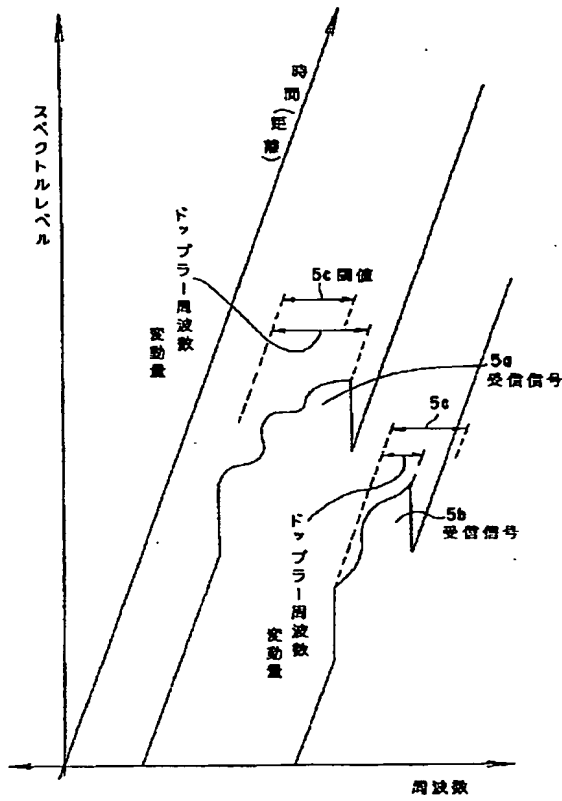 スペクトルレベル
時間(距離)
ドップラー周波数
変動量
5c閾値
5a
受信信号
5c
5b
受信信号
ドップラー周波数
変動量
周波数